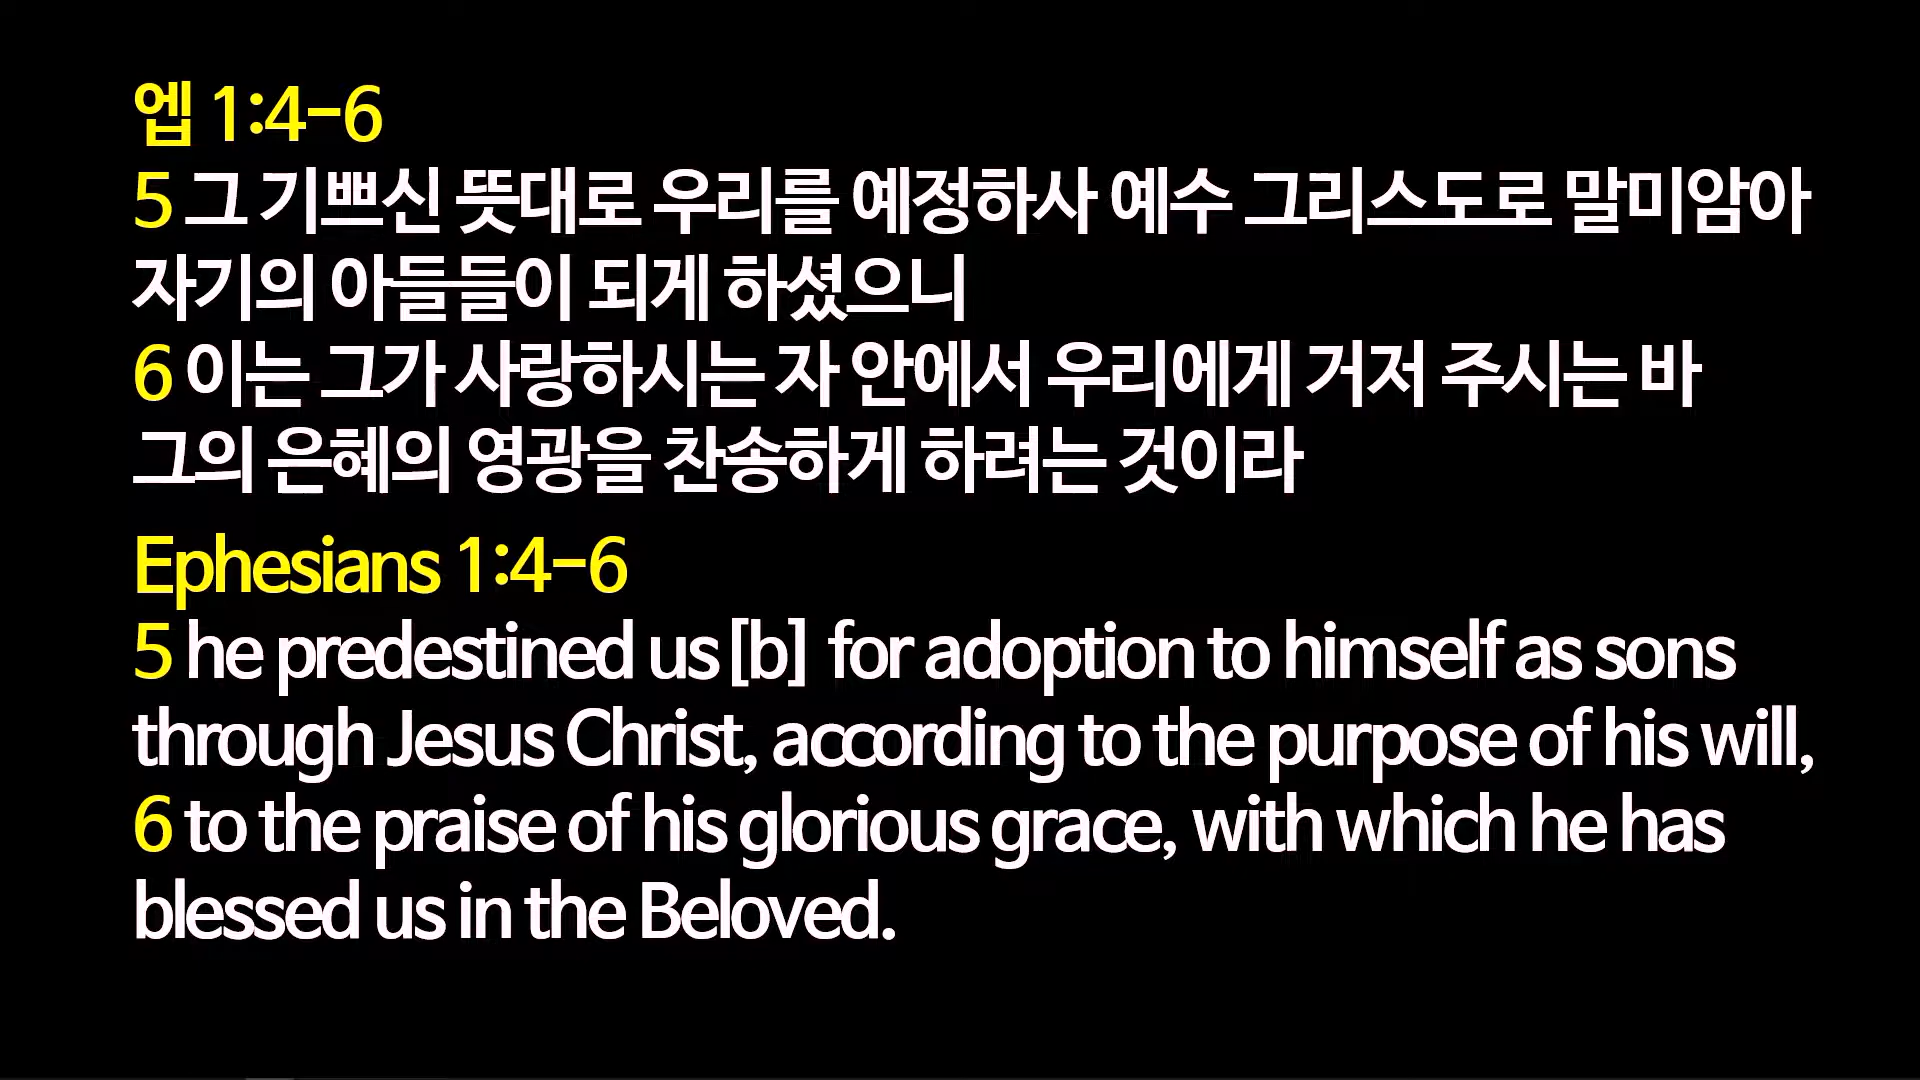 엡 1:4-6
5 그 기쁘신 뜻대로 우리를 예정하사 예수 그리스도로 말미암아
자기의 아들들이 되게 하셨으니
6 이는 그가 사랑하시는 자 안에서 우리에게 거저 주시는 바
그의 은혜의 영광을 찬송하게 하려는 것이라
Ephesians 1:4-6
5 he predestined us [b] for adoption to himself as sons
through Jesus Christ, according to the purpose of his will,
6 to the praise of his glorious grace, with which he has
blessed us in the Beloved.